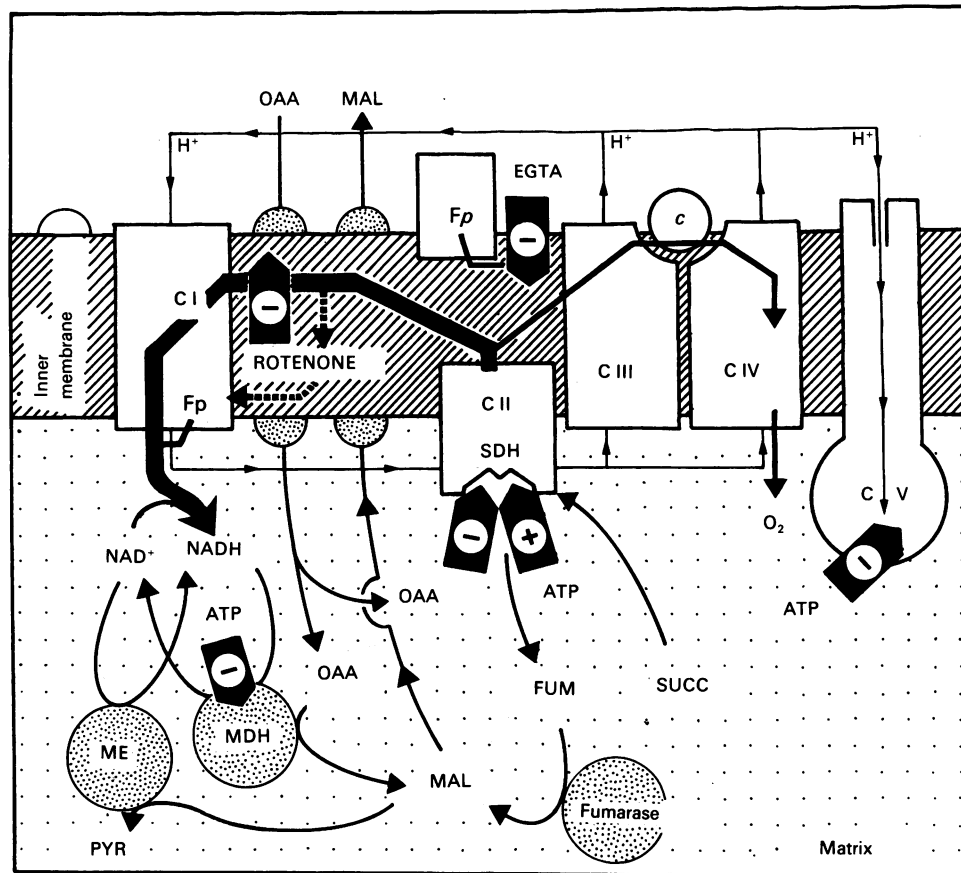 OAA MAL
H⁺ H⁺ H⁺
EGTA
Fp
−
c
Inner
membrane
C I
−
ROTENONE
Fp
C II
SDH
C III
C IV
− +
C V
O₂
−
NAD⁺ NADH
ATP
OAA
ATP
ATP
−
OAA
FUM
SUCC
ME
MDH
MAL
Fumarase
PYR
Matrix